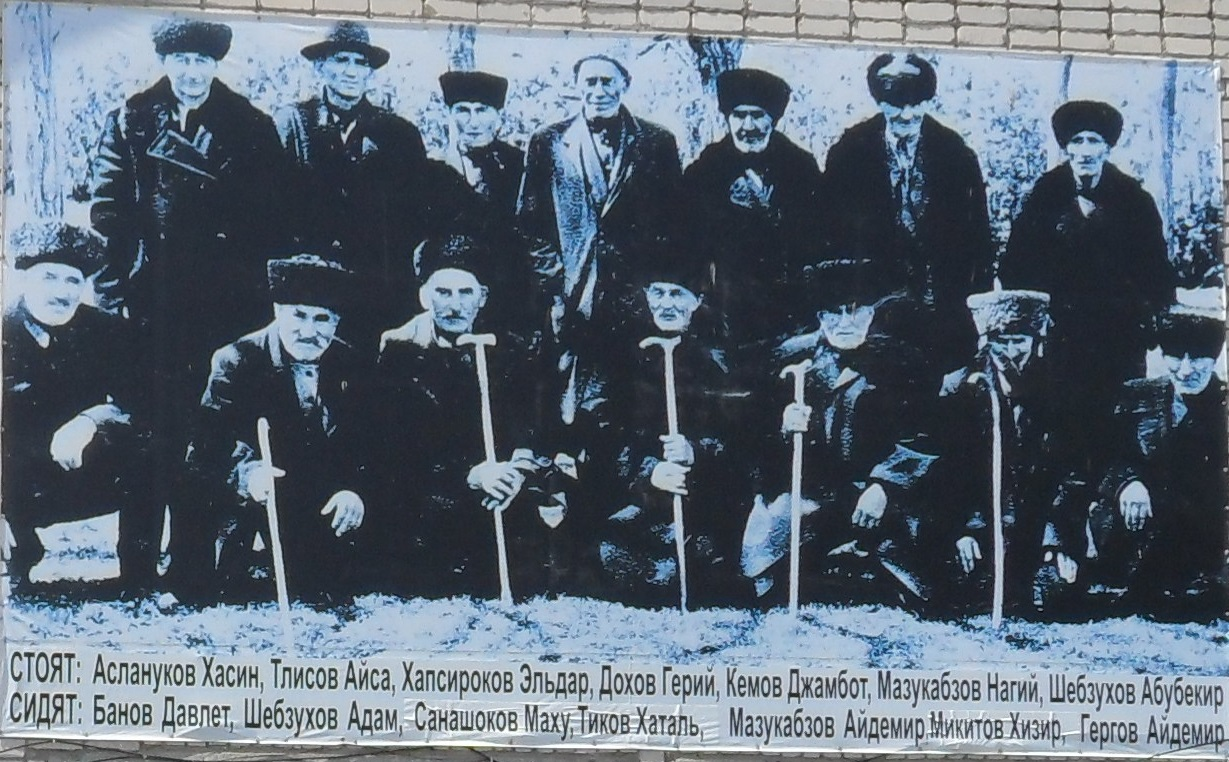 СТОЯТ: Аслануков Хасин, Тлисов Айса, Хапсироков Эльдар, Дохов Герий, Кемов Джамбот, Мазукабзов Нагий, Шебзухов Абубекир
СИДЯТ: Банов Давлет, Шебзухов Адам, Санашоков Маху, Тиков Хаталь, Мазукабзов Айдемир, Микитов Хизир, Гергов Айдемир